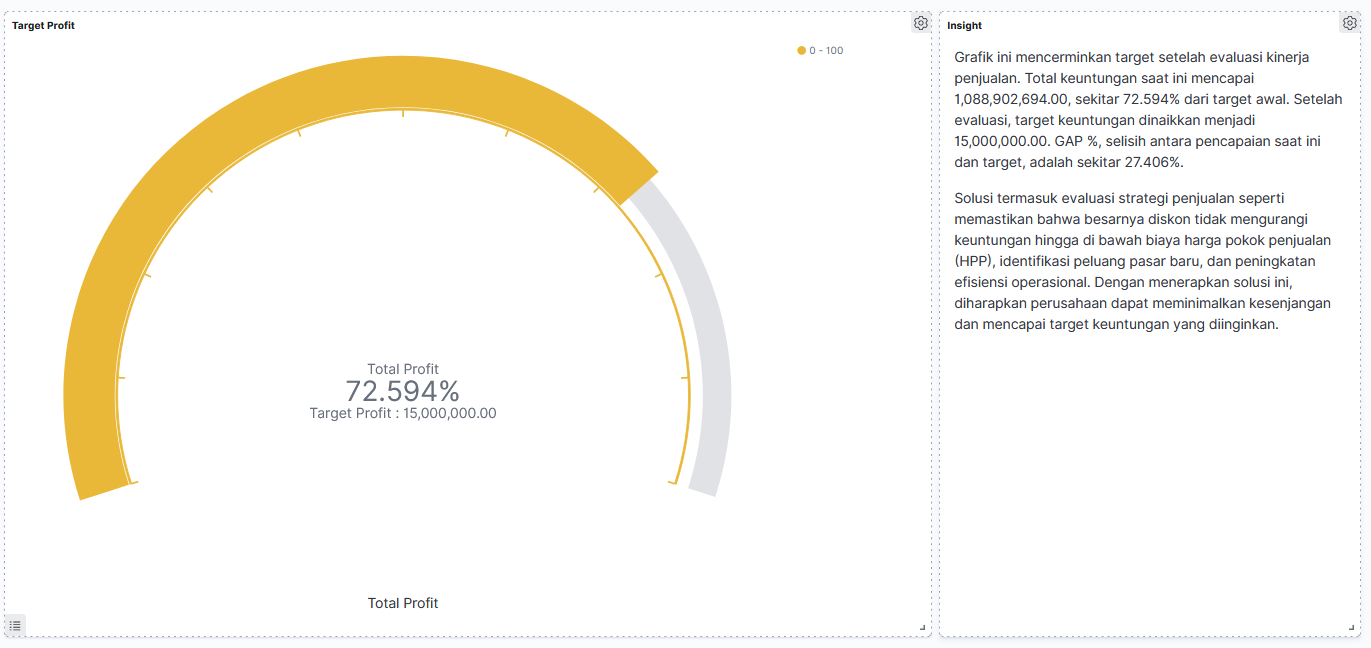 Target Profit
0 - 100
Total Profit
72.594%
Target Profit : 15,000,000.00
Total Profit
Insight
Grafik ini mencerminkan target setelah evaluasi kinerja
penjualan. Total keuntungan saat ini mencapai
1,088,902,694.00, sekitar 72.594% dari target awal. Setelah
evaluasi, target keuntungan dinaikkan menjadi
15,000,000.00. GAP %, selisih antara pencapaian saat ini
dan target, adalah sekitar 27.406%.
Solusi termasuk evaluasi strategi penjualan seperti
memastikan bahwa besarnya diskon tidak mengurangi
keuntungan hingga di bawah biaya harga pokok penjualan
(HPP), identifikasi peluang pasar baru, dan peningkatan
efisiensi operasional. Dengan menerapkan solusi ini,
diharapkan perusahaan dapat meminimalkan kesenjangan
dan mencapai target keuntungan yang diinginkan.